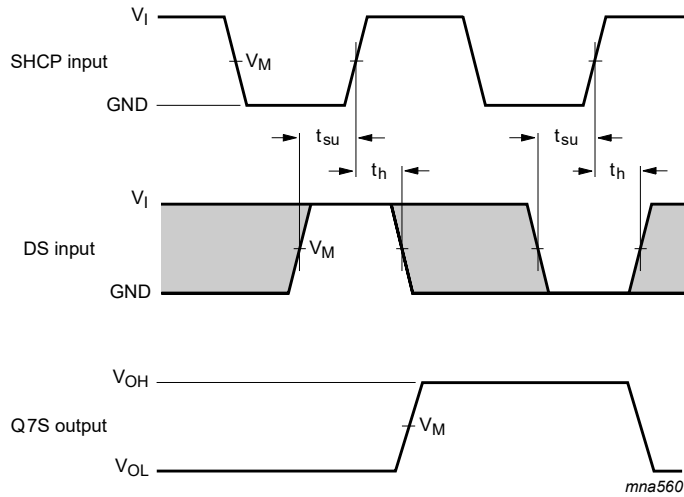 VI
SHCP input
VM
GND
tsu
tsu
th
th
VI
DS input
VM
GND
VOH
Q7S output
VM
VOL
mna560